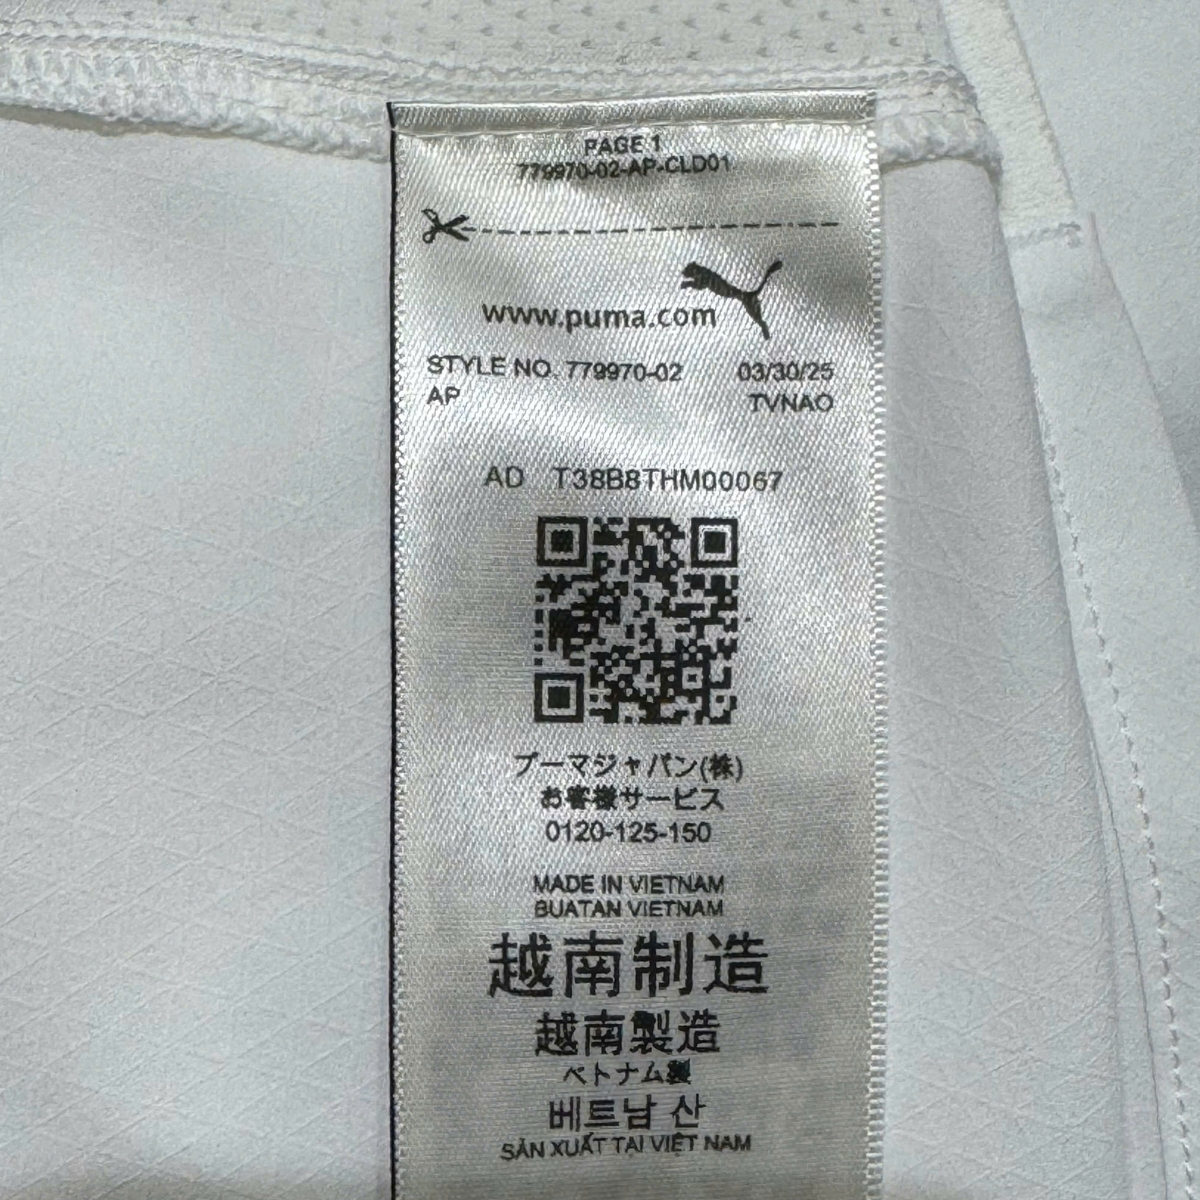 PAGE 1
779970-02-AP-CLD01
www.puma.com
STYLE NO. 779970-02 03/30/25
AP TVNAO
AD T38B8THM00067
プーマジャパン(株)
お客様サービス
0120-125-150
MADE IN VIETNAM
BUATAN VIETNAM
越南制造
越南製造
ベトナム製
베트남 산
SẢN XUẤT TẠI VIỆT NAM